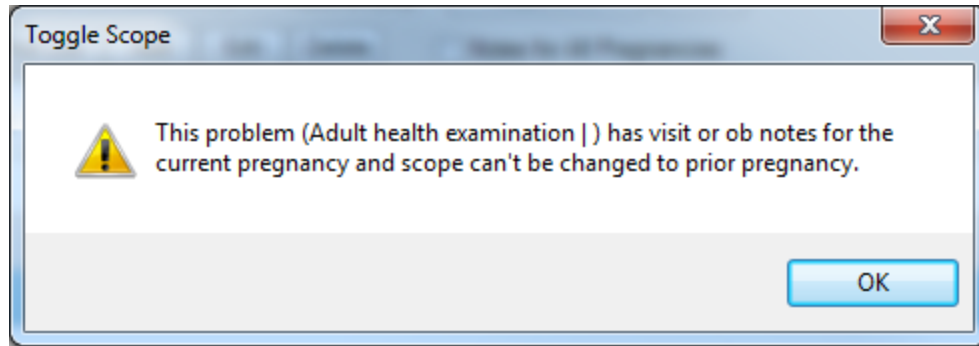 Toggle Scope
This problem (Adult health examination | ) has visit or ob notes for the
current pregnancy and scope can't be changed to prior pregnancy.
OK